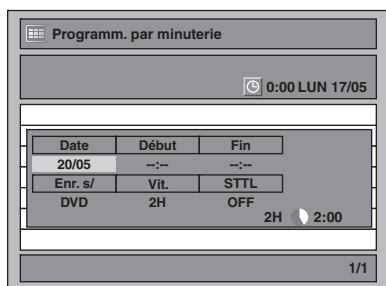 Programm. par minuterie
0:00 LUN 17/05
Date Début Fin
20/05 --:-- --:--
Enr. s/ Vit. STTL
DVD 2H OFF
2H 2:00
1/1